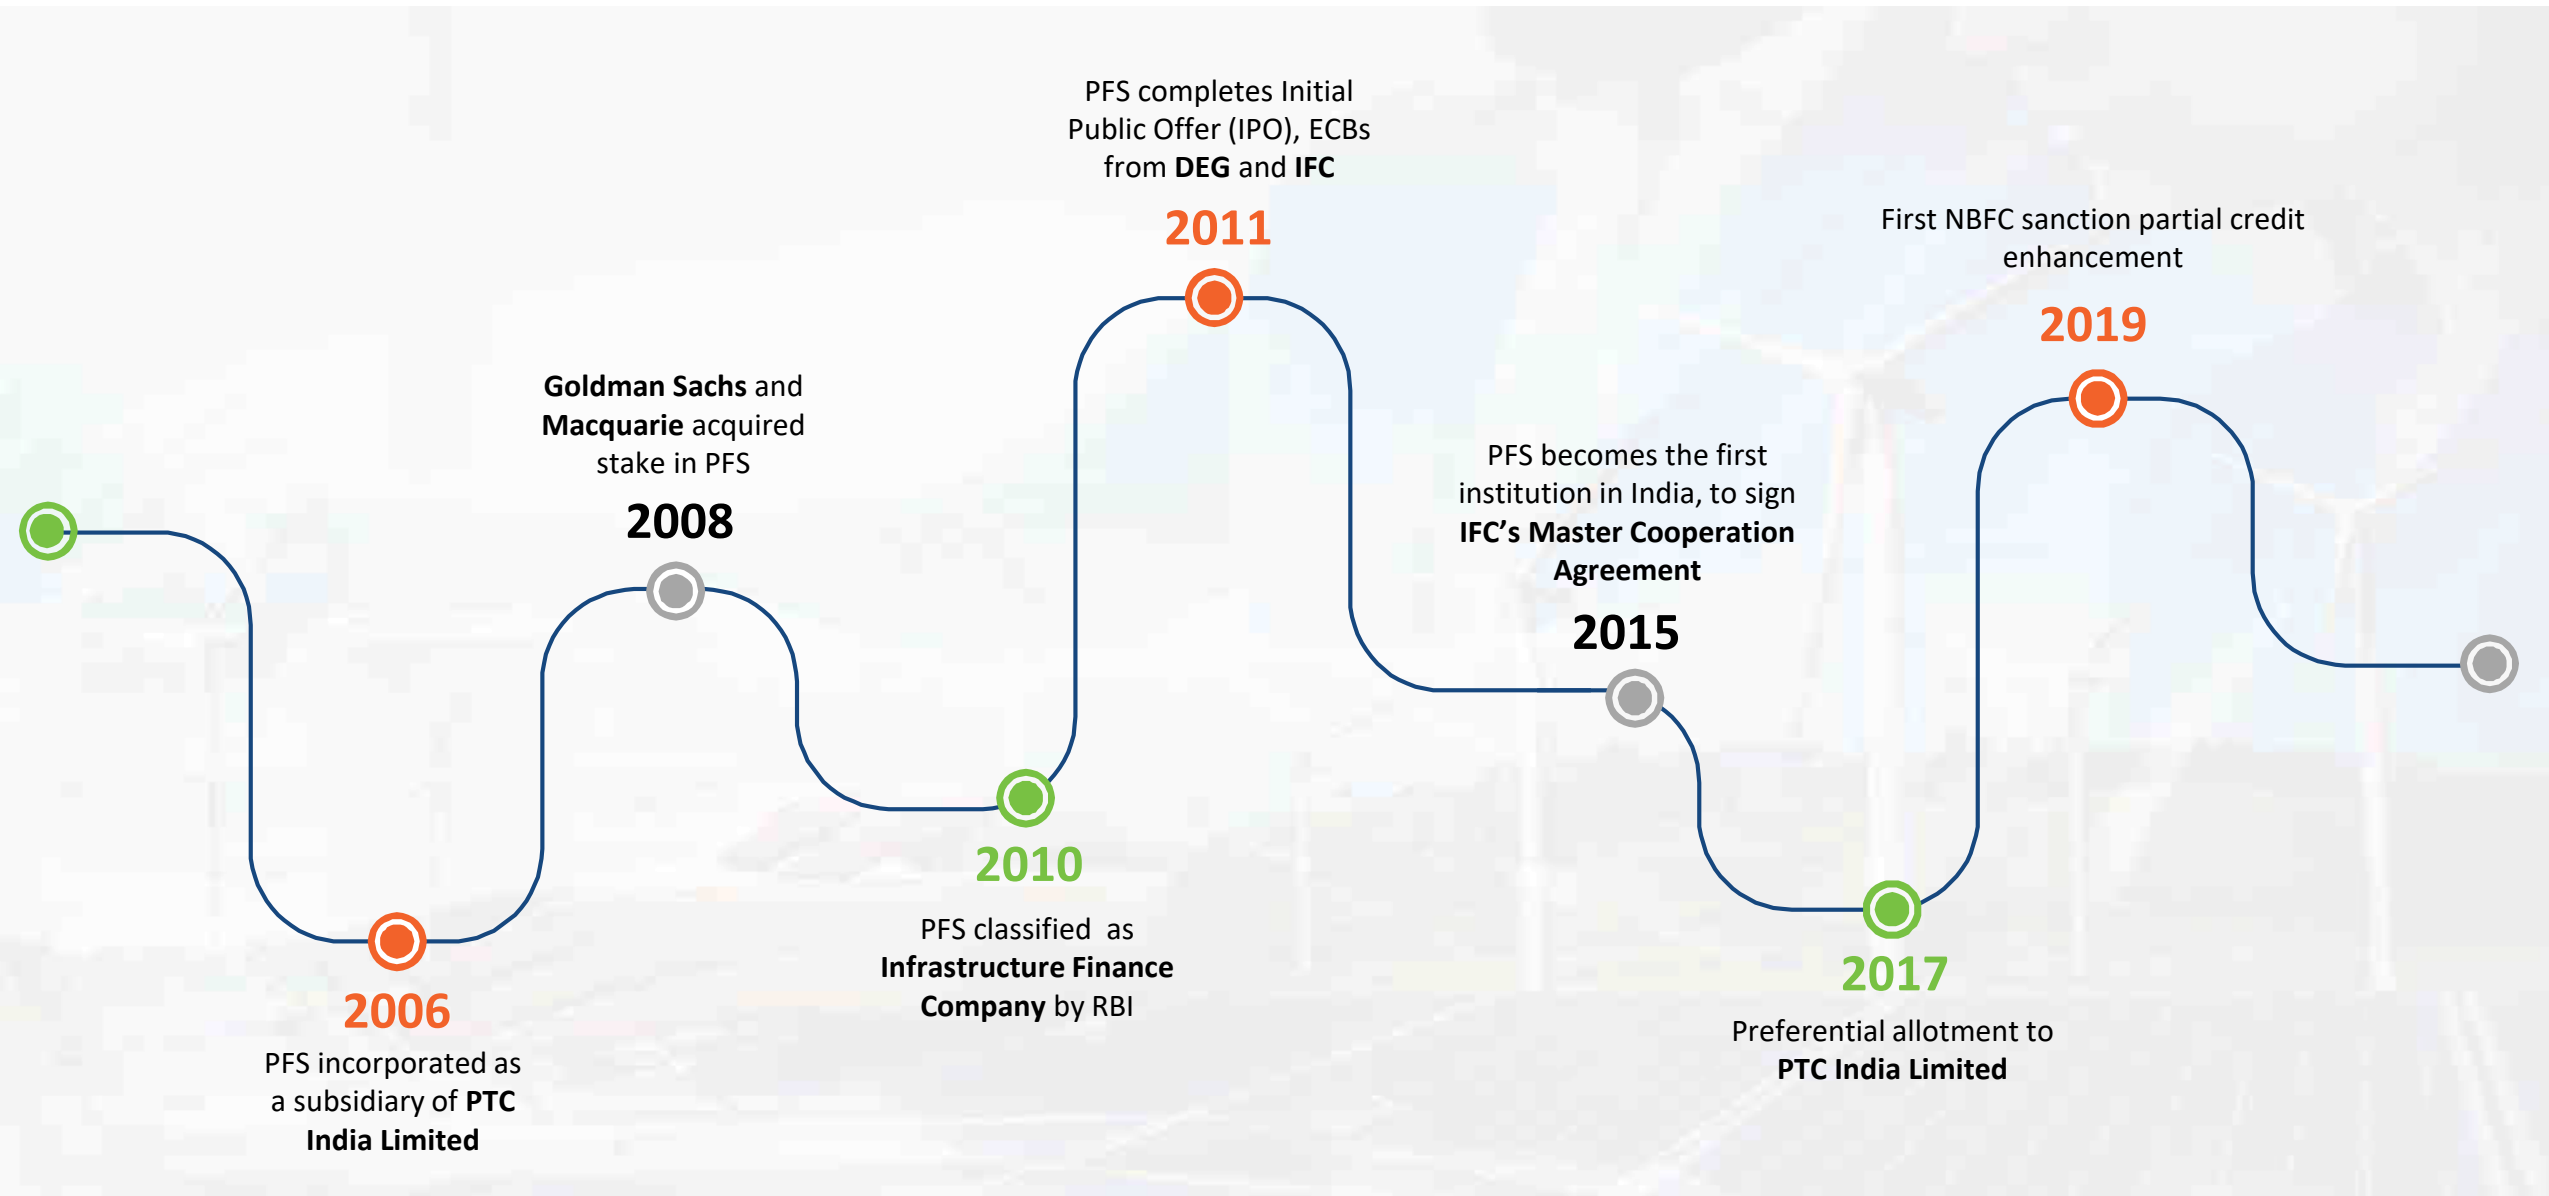 PFS completes Initial
Public Offer (IPO), ECBs
from DEG and IFC
2011
First NBFC sanction partial credit
enhancement
2019
Goldman Sachs and
Macquarie acquired
stake in PFS
2008
PFS becomes the first
institution in India, to sign
IFC’s Master Cooperation
Agreement
2015
2010
PFS classified as
Infrastructure Finance
Company by RBI
2017
Preferential allotment to
PTC India Limited
2006
PFS incorporated as
a subsidiary of PTC
India Limited